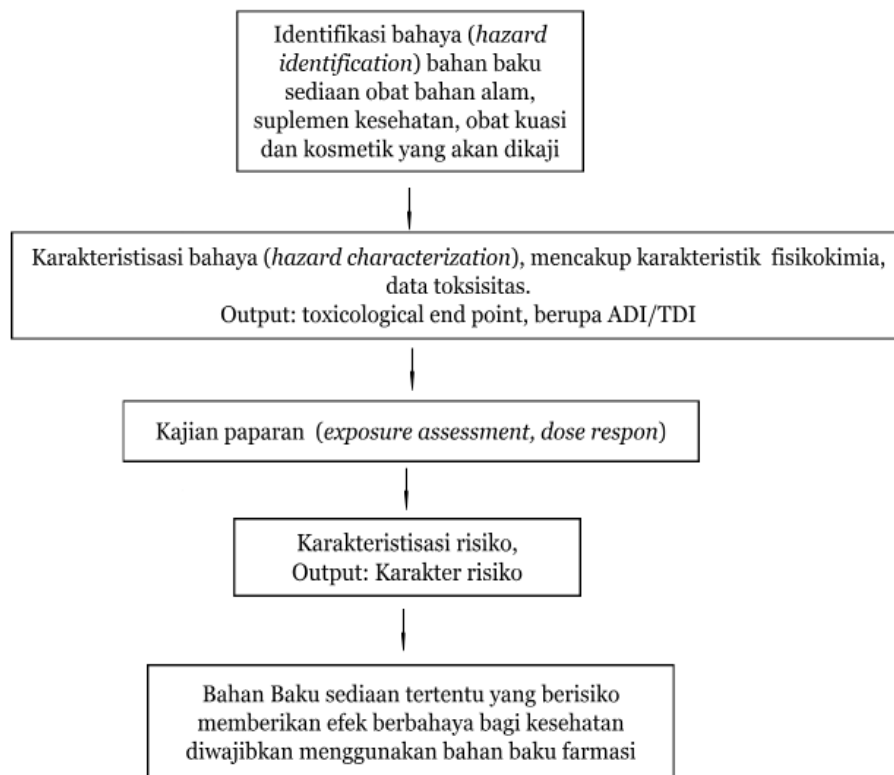 Identifikasi bahaya (hazard
identification) bahan baku
sediaan obat bahan alam,
suplemen kesehatan, obat kuasi
dan kosmetik yang akan dikaji
Karakteristisasi bahaya (hazard characterization), mencakup karakteristik fisikokimia,
data toksisitas.
Output: toxicological end point, berupa ADI/TDI
Kajian paparan (exposure assessment, dose respon)
Karakteristisasi risiko,
Output: Karakter risiko
Bahan Baku sediaan tertentu yang berisiko
memberikan efek berbahaya bagi kesehatan
diwajibkan menggunakan bahan baku farmasi